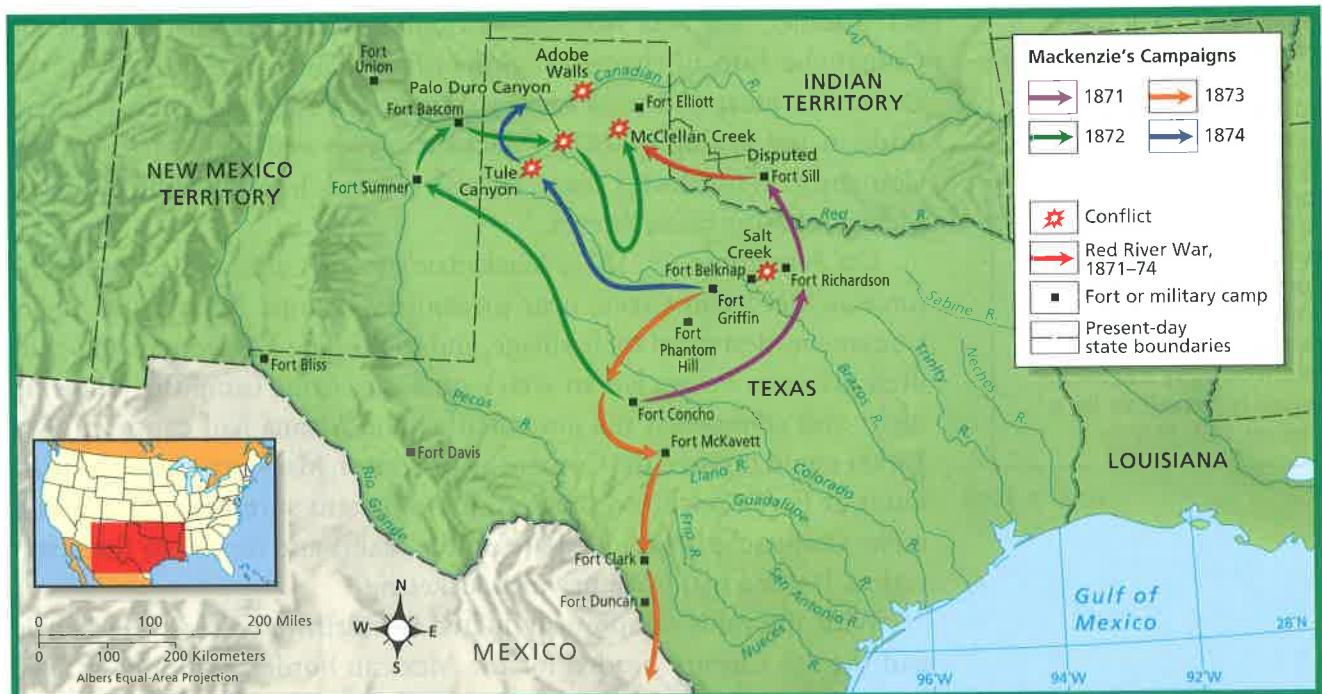 Fort
Union
Adobe
Walls
Canadian
R.
Palo Duro Canyon
Fort Elliott
INDIAN
TERRITORY
Fort Bascom
McClellan Creek
NEW MEXICO
TERRITORY
Fort Sumner
Tule
Canyon
Disputed
Fort Sill
Red
R.
Salt
Creek
Fort Belknap
Fort Richardson
Fort
Griffin
Fort
Phantom
Hill
Sabine R.
Trinity
R.
Neches
R.
Brazos
R.
Fort Bliss
TEXAS
Pecos
R.
Fort Concho
Fort Davis
Fort McKavett
LOUISIANA
Rio Grande
Llano R.
Colorado
R.
Guadalupe
R.
Frio R.
Fort Clark
San Antonio R.
Fort Duncan
Nueces
R.
MEXICO
Gulf of
Mexico
28°N
96°W
94°W
92°W
Mackenzie's Campaigns
1871
1873
1872
1874
Conflict
Red River War,
1871–74
Fort or military camp
Present-day
state boundaries
N
W
E
S
0 100 200 Miles
0 100 200 Kilometers
Albers Equal-Area Projection